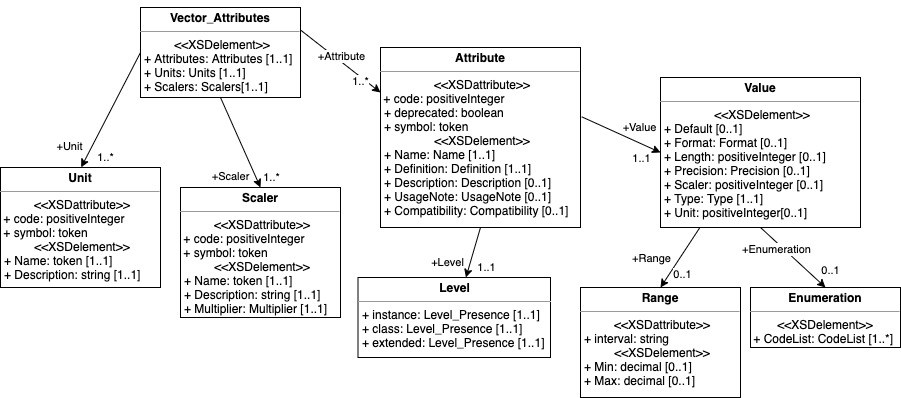 Vector_Attributes
<<XSDelement>>
+ Attributes: Attributes [1..1]
+ Units: Units [1..1]
+ Scalers: Scalers[1..1]
+Attribute
1..*
+Unit
1..*
+Scaler
1..*
Unit
<<XSDattribute>>
+ code: positiveInteger
+ symbol: token
<<XSDElement>>
+ Name: token [1..1]
+ Description: string [1..1]
Scaler
<<XSDattribute>>
+ code: positiveInteger
+ symbol: token
<<XSDElement>>
+ Name: token [1..1]
+ Description: string [1..1]
+ Multiplier: Multiplier [1..1]
Attribute
<<XSDattribute>>
+ code: positiveInteger
+ deprecated: boolean
+ symbol: token
<<XSDElement>>
+ Name: Name [1..1]
+ Definition: Definition [1..1]
+ Description: Description [0..1]
+ UsageNote: UsageNote [0..1]
+ Compatibility: Compatibility [0..1]
+Value
1..1
+Level
1..1
Level
+ instance: Level_Presence [1..1]
+ class: Level_Presence [1..1]
+ extended: Level_Presence [1..1]
Value
<<XSDElement>>
+ Default [0..1]
+ Format: Format [0..1]
+ Length: positiveInteger [0..1]
+ Precision: Precision [0..1]
+ Scaler: positiveInteger [0..1]
+ Type: Type [1..1]
+ Unit: positiveInteger[0..1]
+Range
0..1
+Enumeration
0..1
Range
<<XSDAttribute>>
+ interval: string
<<XSDElement>>
+ Min: decimal [0..1]
+ Max: decimal [0..1]
Enumeration
<<XSDElement>>
+ CodeList: CodeList [1..*]